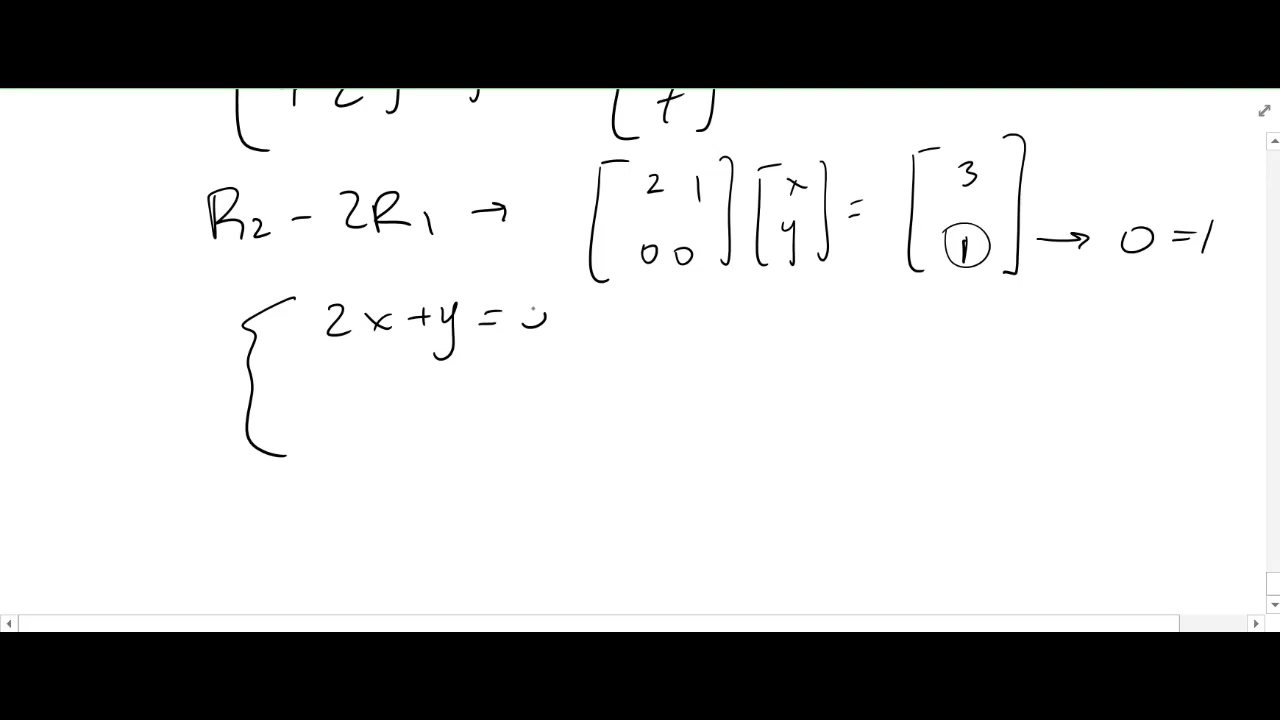 R2 - 2R1 → [2 1 0 0] [x y] = [3 1] → 0 = 1
{ 2x + y =